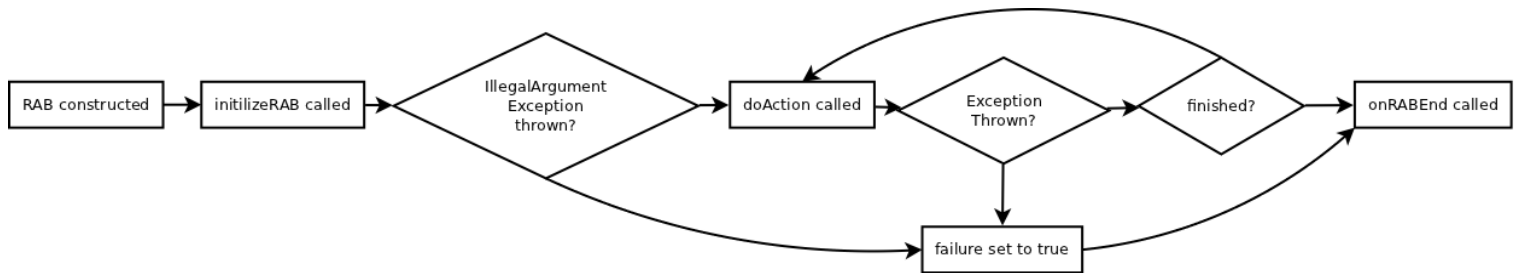 RAB constructed
initilizeRAB called
IllegalArgument
Exception
thrown?
doAction called
Exception
Thrown?
finished?
onRABEnd called
failure set to true